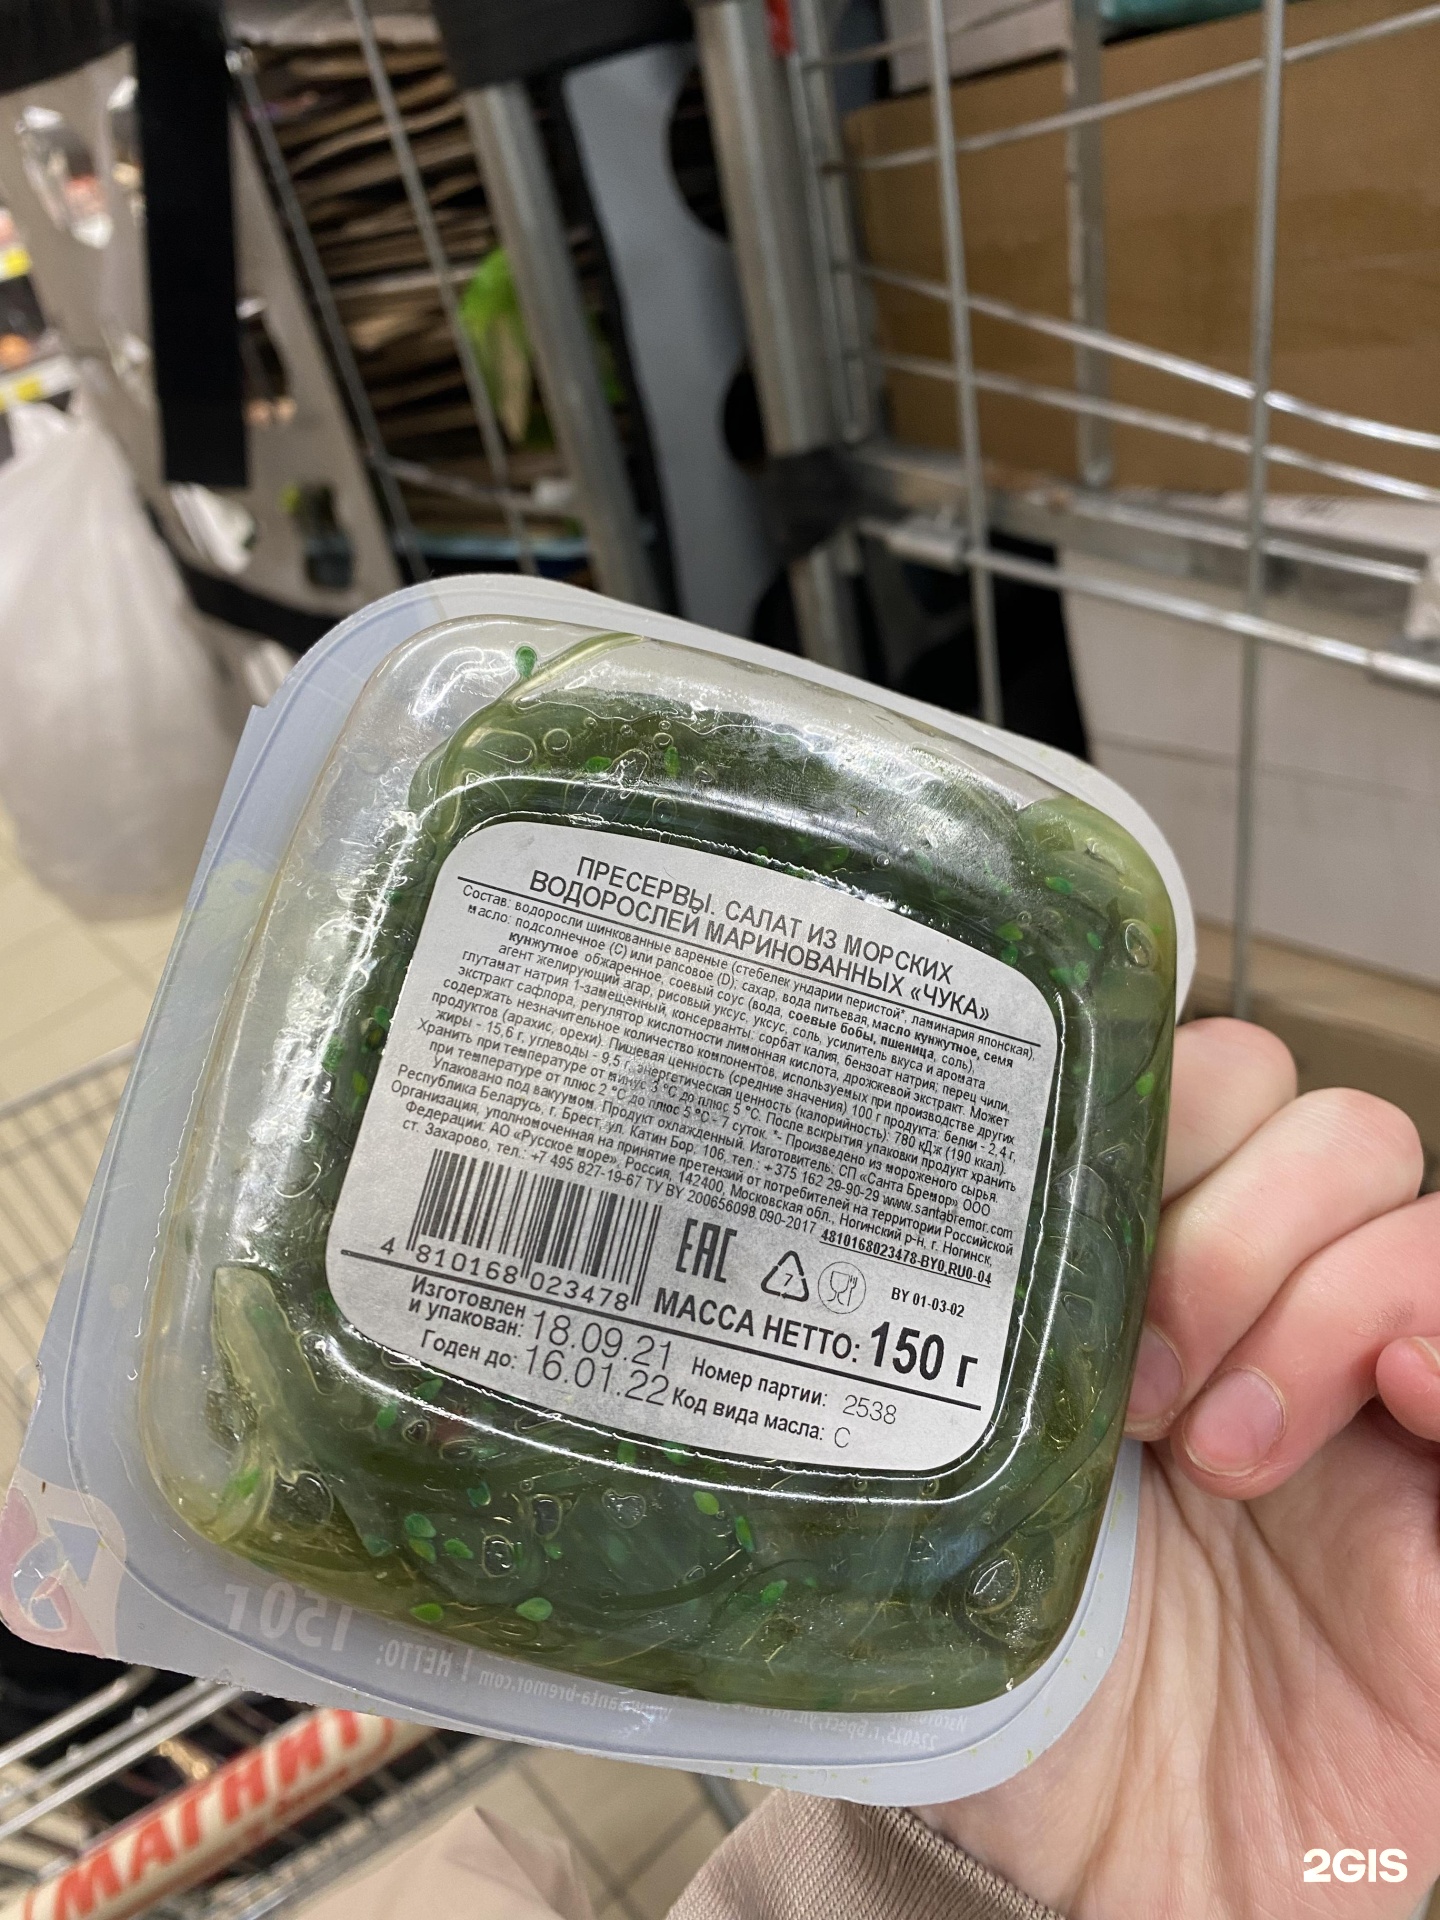 ПРЕСЕРВЫ. САЛАТ ИЗ МОРСКИХ
ВОДОРОСЛЕЙ МАРИНОВАННЫХ «ЧУКА»
Состав: водоросли шинкованные вареные (стебелек ундарии перистой*, ламинария японская),
масло: подсолнечное (С) или рапсовое (D); сахар, вода питьевая, масло кунжутное, семя
кунжутное обжаренное, соевый соус (вода, соевые бобы, пшеница, соль),
агент желирующий агар, рисовый уксус, уксус, соль, усилитель вкуса и аромата
глутамат натрия 1-замещенный, консерванты: сорбат калия, бензоат натрия; перец чили,
экстракт сафлора, регулятор кислотности лимонная кислота, дрожжевой экстракт. Может
содержать незначительное количество компонентов, используемых при производстве других
продуктов (арахис, орехи). Пищевая ценность (средние значения) 100 г продукта: белки - 2,4 г,
жиры - 15,6 г, углеводы - 9,5 г; энергетическая ценность (калорийность): 780 кДж (190 ккал).
Хранить при температуре от минус 3 °С до плюс 5 °С. После вскрытия упаковки продукт хранить
при температуре от плюс 2 °С до плюс 5 °С - 7 суток. *- Произведено из мороженого сырья.
Упаковано под вакуумом. Продукт охлажденный. Изготовитель: СП «Санта Бремор» ООО
Республика Беларусь, г. Брест, ул. Катин Бор, 106, тел.: +375 162 29-90-29 www.santabremor.com
Организация, уполномоченная на принятие претензий от потребителей на территории Российской
Федерации: АО «Русское море», Россия, 142400, Московская обл., Ногинский р-н, г. Ногинск,
ст. Захарово, тел.: +7 495 827-19-67 ТУ BY 200656098.090-2017 4810168023478-BY0,RU0-04
4 810168 023478
EAC
7
BY 01-03-02
МАССА НЕТТО: 150 г
Изготовлен
и упакован: 18.09.21
Номер партии: 2538
Годен до: 16.01.22
Код вида масла: С
150 г
НЕТТО:
santa-bremor.com
МАГНИТ
2GIS